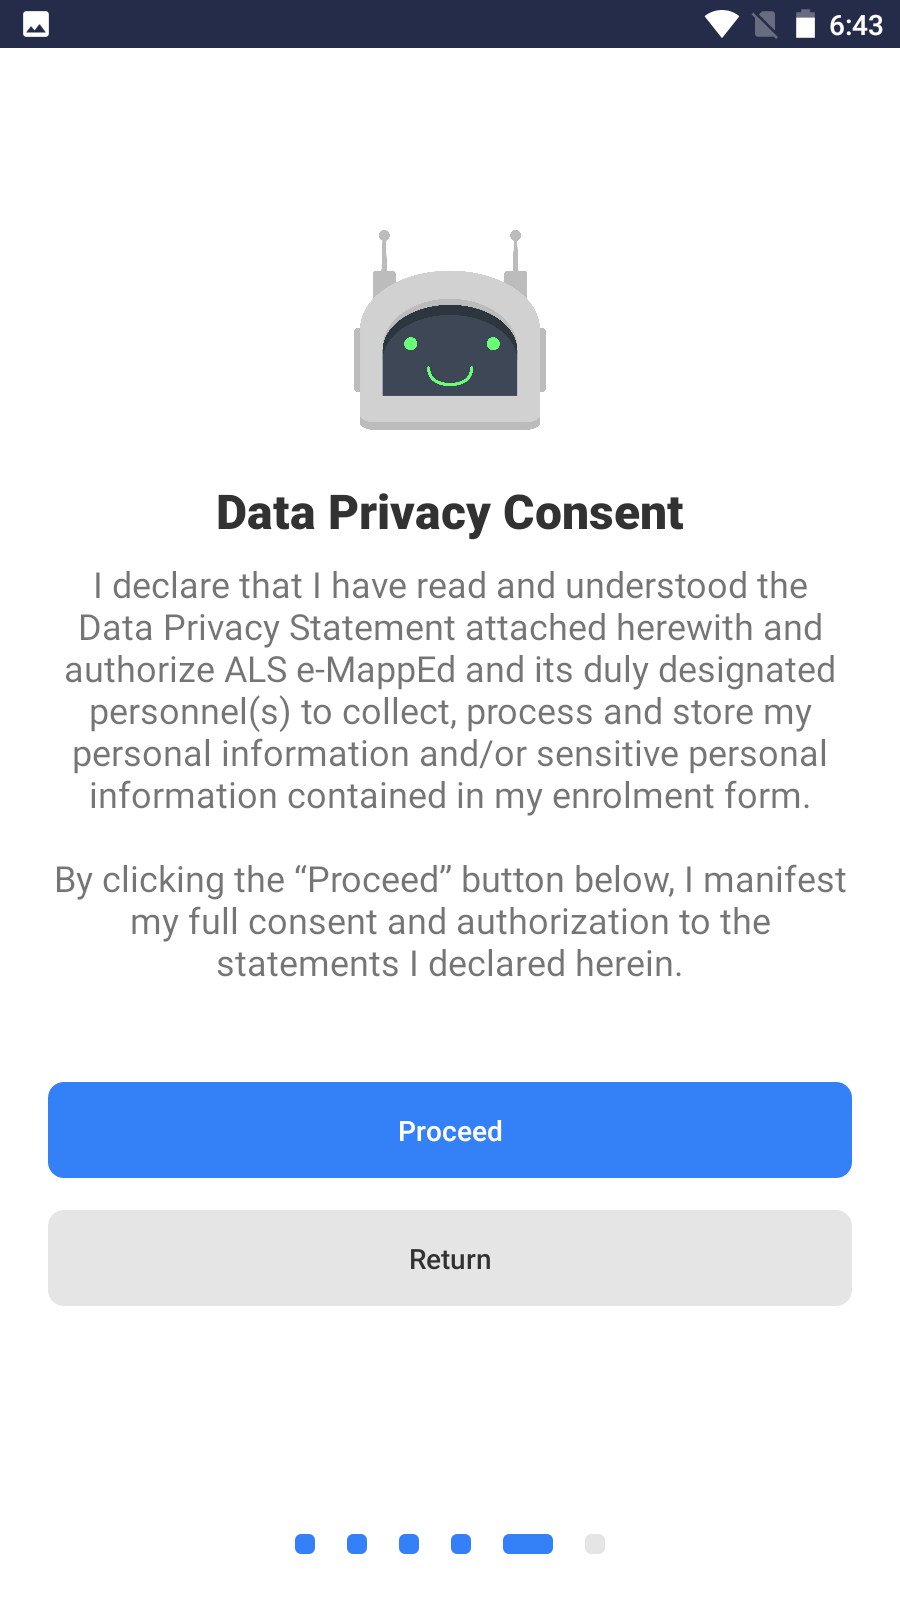 6:43
Data Privacy Consent
I declare that I have read and understood the
Data Privacy Statement attached herewith and
authorize ALS e-MappEd and its duly designated
personnel(s) to collect, process and store my
personal information and/or sensitive personal
information contained in my enrolment form.
By clicking the “Proceed” button below, I manifest
my full consent and authorization to the
statements I declared herein.
Proceed
Return